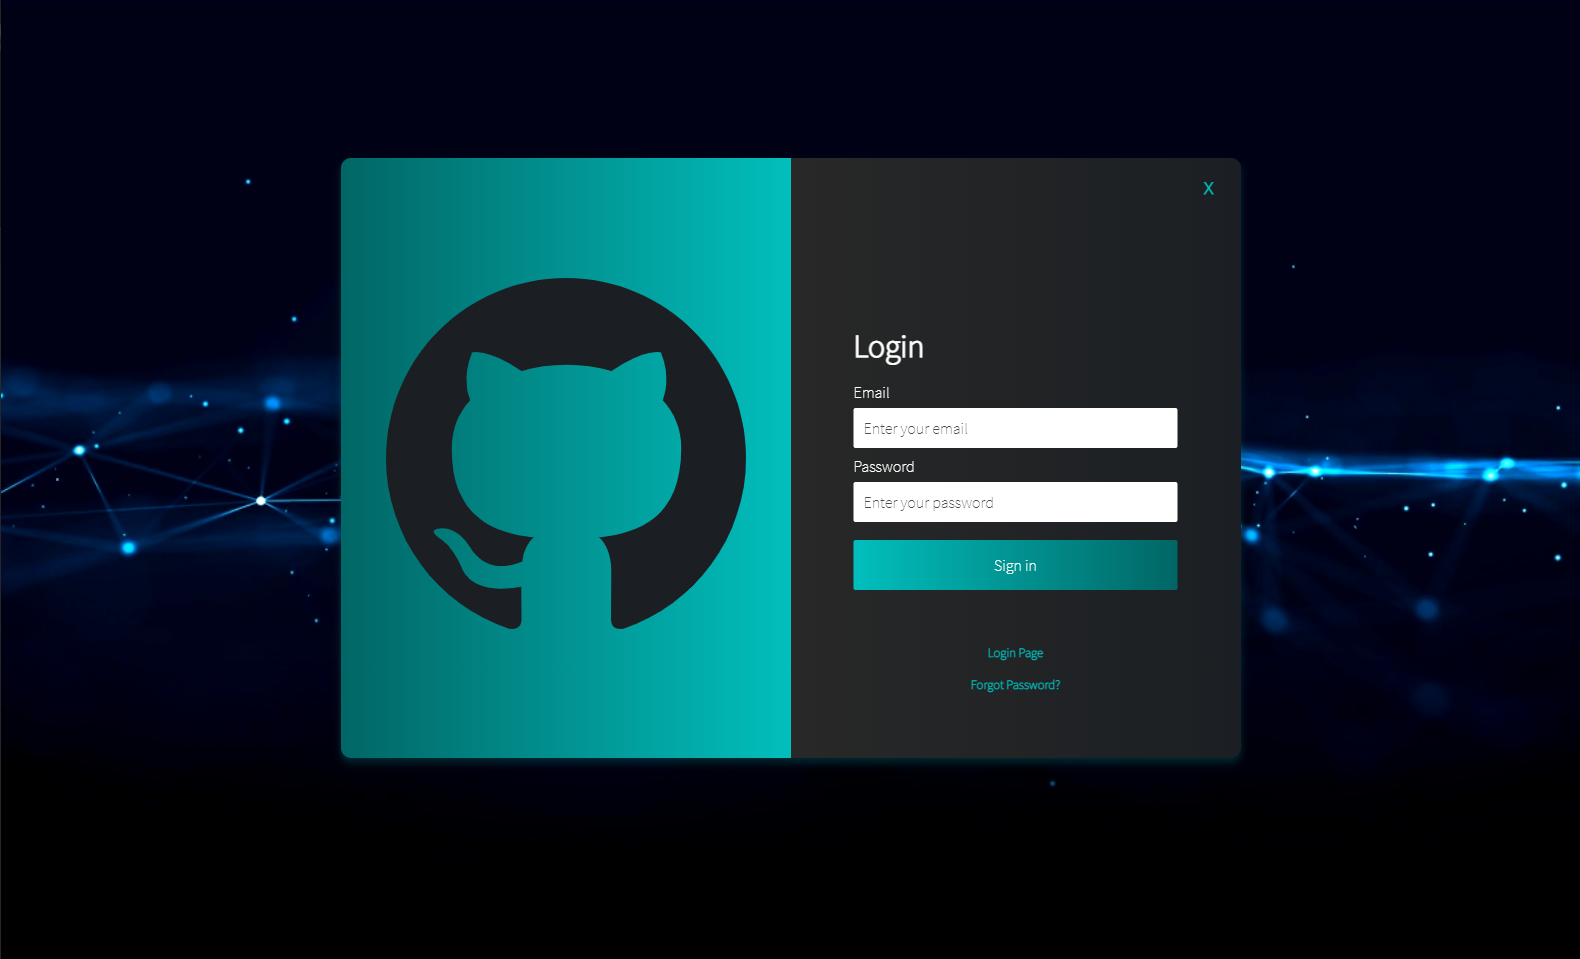 X
Login
Email
Enter your email
Password
Enter your password
Sign in
Login Page
Forgot Password?